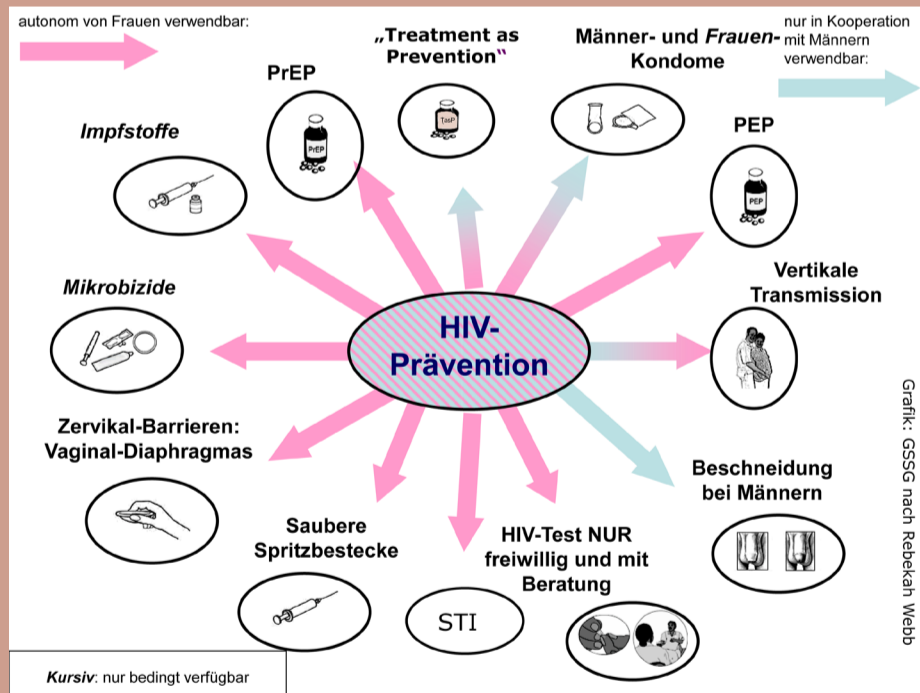 autonom von Frauen verwendbar:
„Treatment as
Prevention“
Männer- und Frauen-
Kondome
nur in Kooperation
mit Männern
verwendbar:
PrEP
PrEP
TasP
PEP
PEP
Impfstoffe
Mikrobizide
Vertikale
Transmission
HIV-
Prävention
Zervikal-Barrieren:
Vaginal-Diaphragmas
Saubere
Spritzbestecke
STI
HIV-Test NUR
freiwillig und mit
Beratung
Beschneidung
bei Männern
Grafik: GSSG nach Rebekah Webb
Kursiv: nur bedingt verfügbar